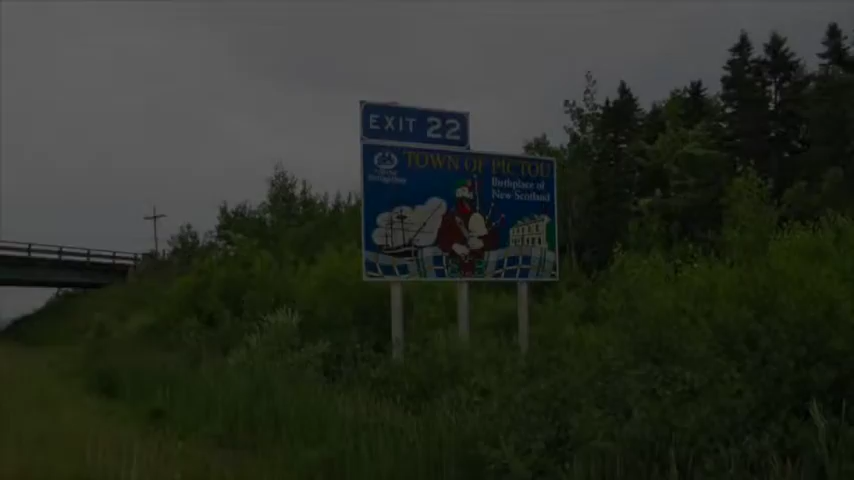 EXIT 22
TOWN OF PICTOU
Birthplace of
New Scotland